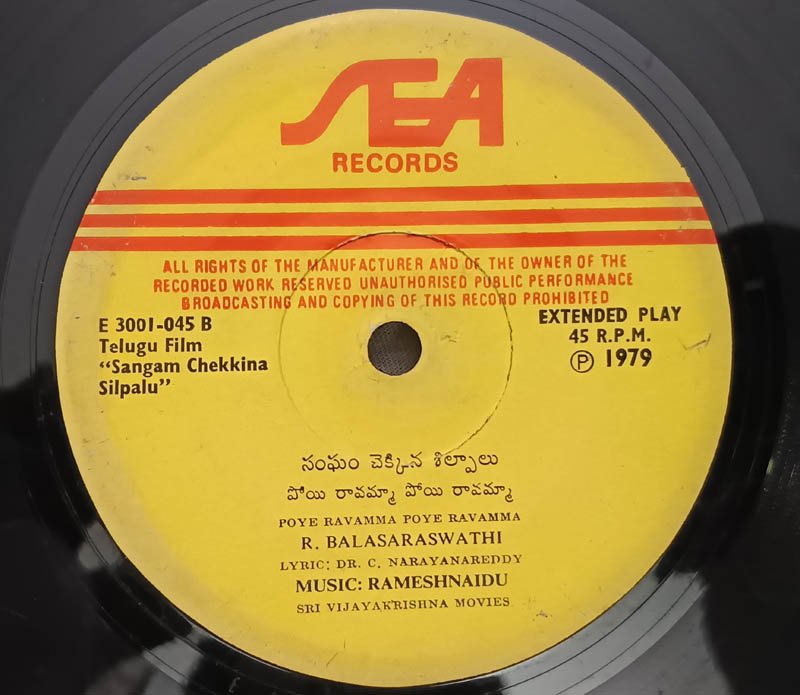 SEA
RECORDS
ALL RIGHTS OF THE MANUFACTURER AND OF THE OWNER OF THE
RECORDED WORK RESERVED UNAUTHORISED PUBLIC PERFORMANCE
BROADCASTING AND COPYING OF THIS RECORD PROHIBITED
E 3001-045 B
Telugu Film
“Sangam Chekkina
Silpalu”
EXTENDED PLAY
45 R.P.M.
Ⓟ 1979
సంఘం చెక్కిన శిల్పాలు
పోయి రావమ్మా పోయి రావమ్మా
POYE RAVAMMA POYE RAVAMMA
R. BALASARASWATHI
LYRIC: DR. C. NARAYANAREDDY
MUSIC: RAMESHNAIDU
SRI VIJAYAKRISHNA MOVIES